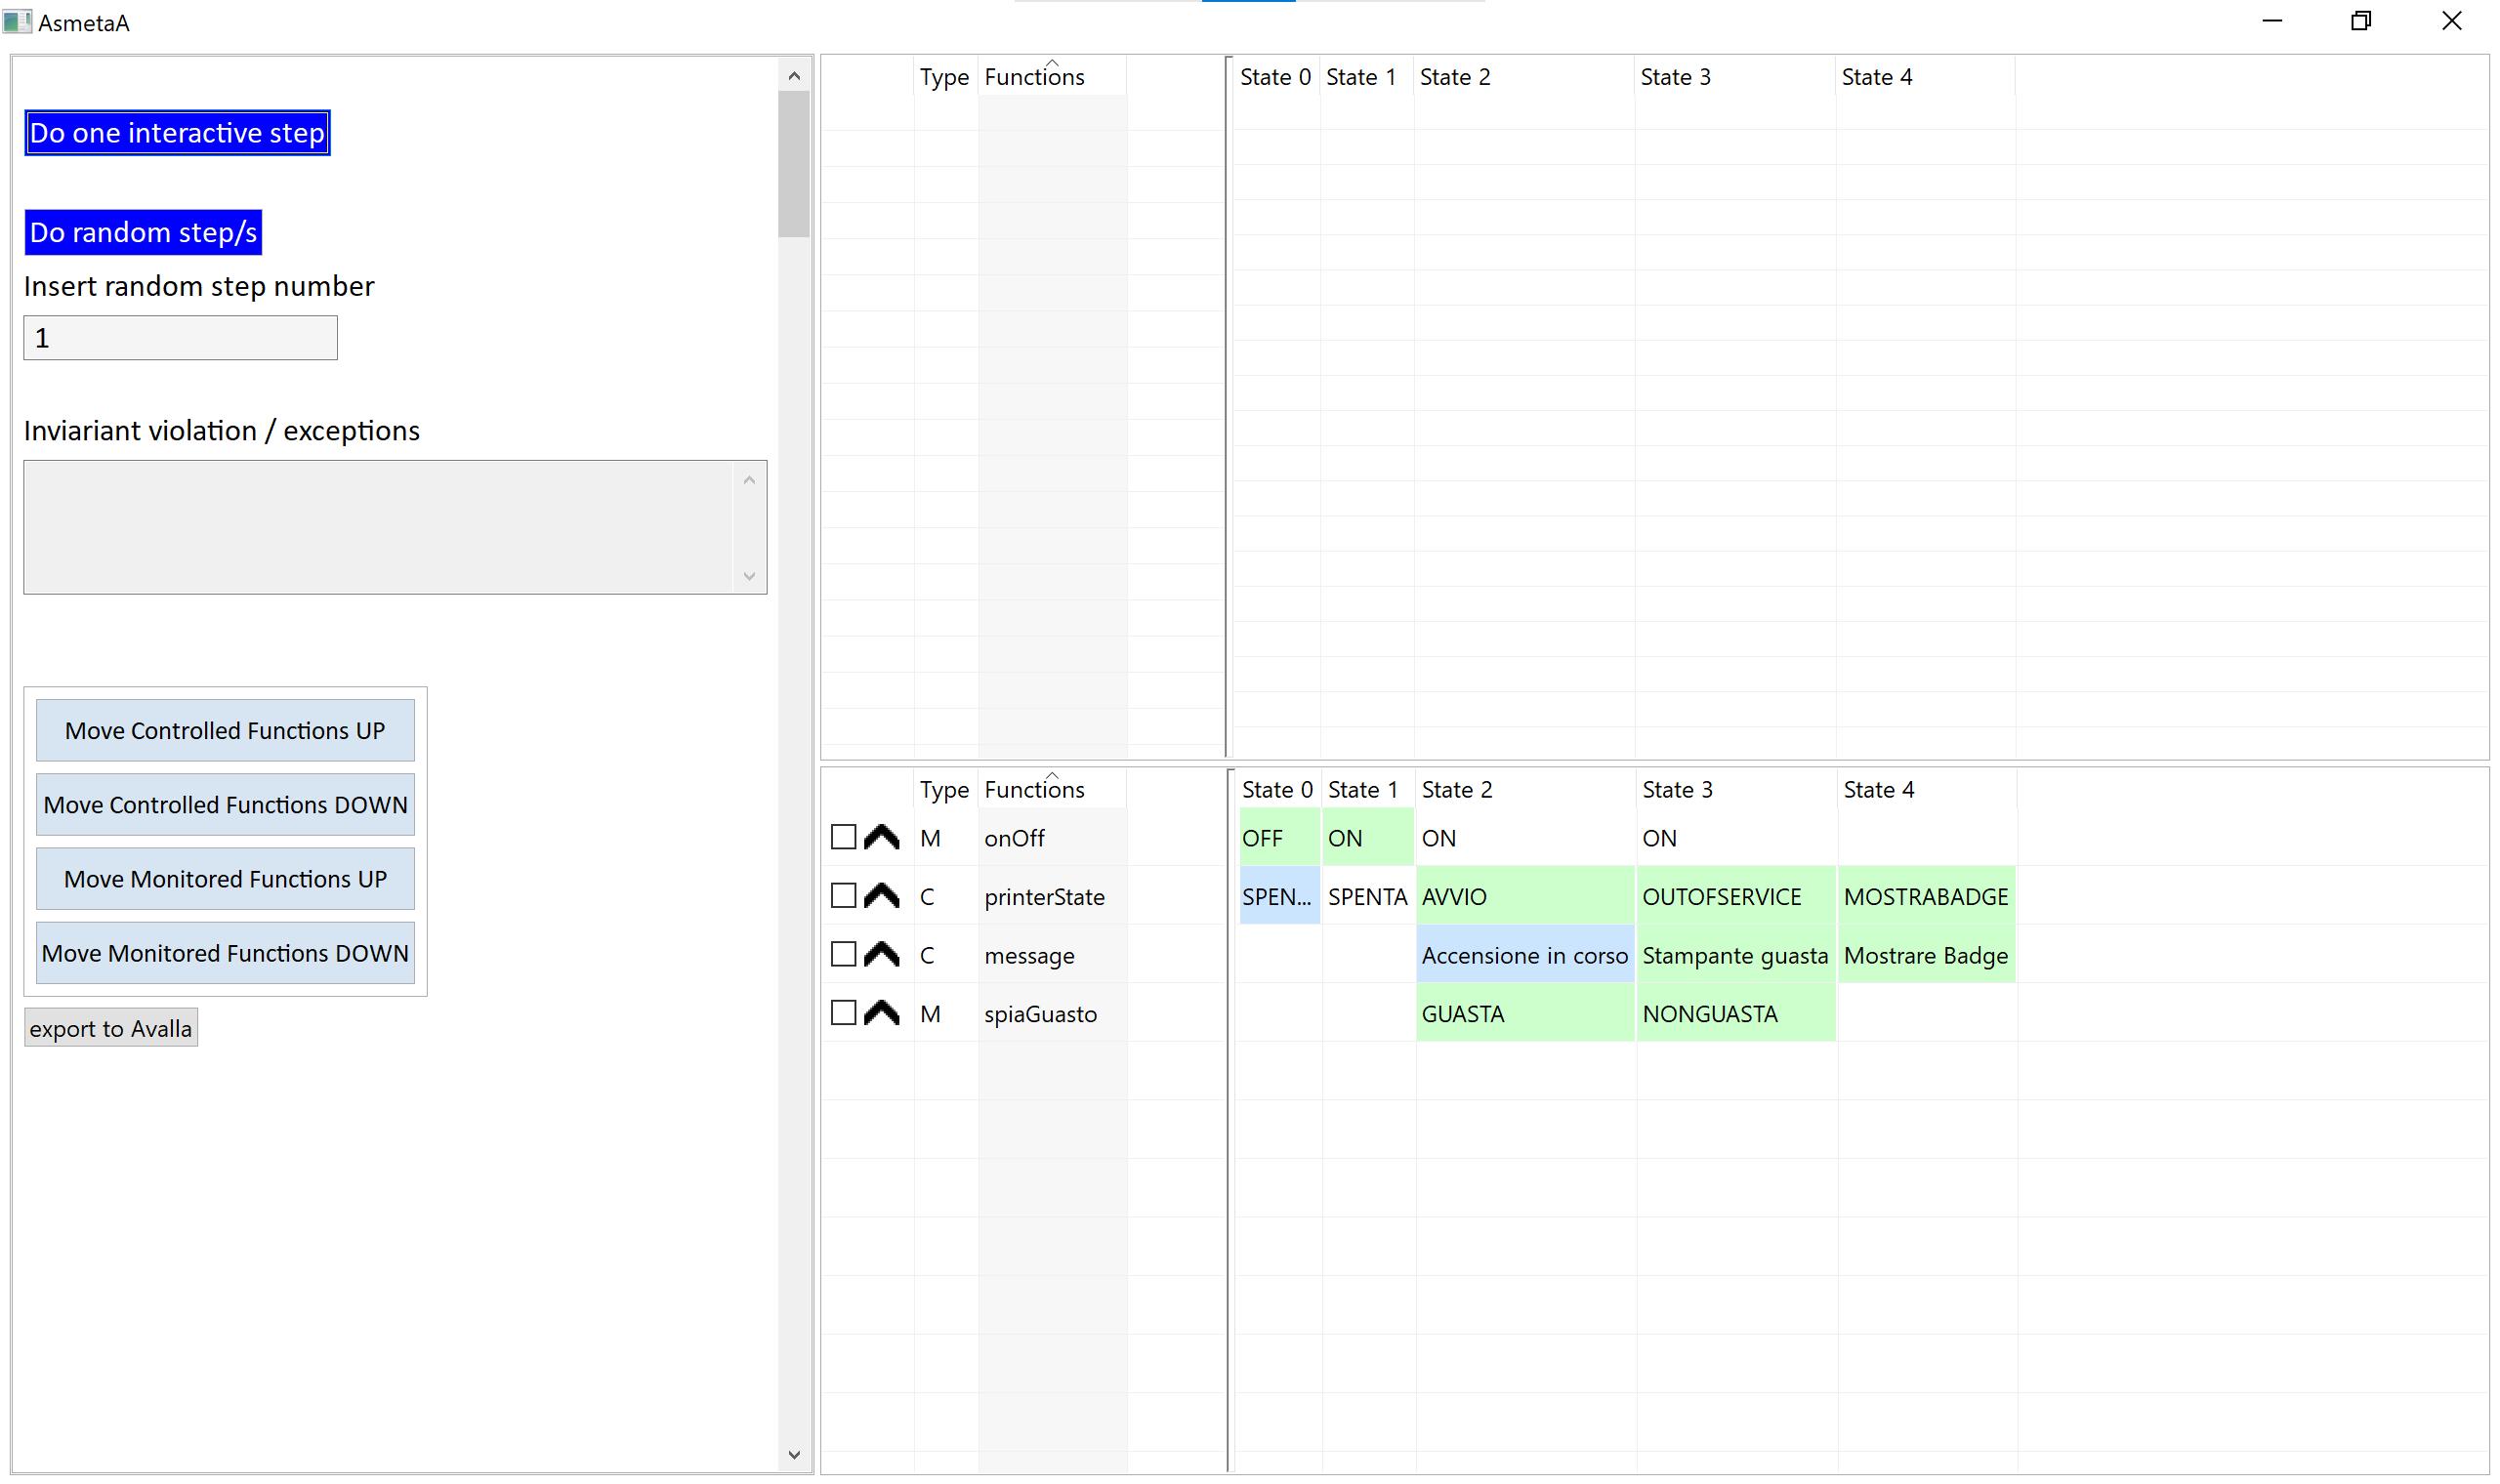 AsmetaA
Do one interactive step
Do random step/s
Insert random step number
1
Inviariant violation / exceptions
Move Controlled Functions UP
Move Controlled Functions DOWN
Move Monitored Functions UP
Move Monitored Functions DOWN
export to Avalla
Type Functions State 0 State 1 State 2 State 3 State 4
Type Functions State 0 State 1 State 2 State 3 State 4
M onOff OFF ON ON ON
C printerState SPEN... SPENTA AVVIO OUTOFSERVICE MOSTRABADGE
C message Accensione in corso Stampante guasta Mostrare Badge
M spiaGuasto GUASTA NONGUASTA